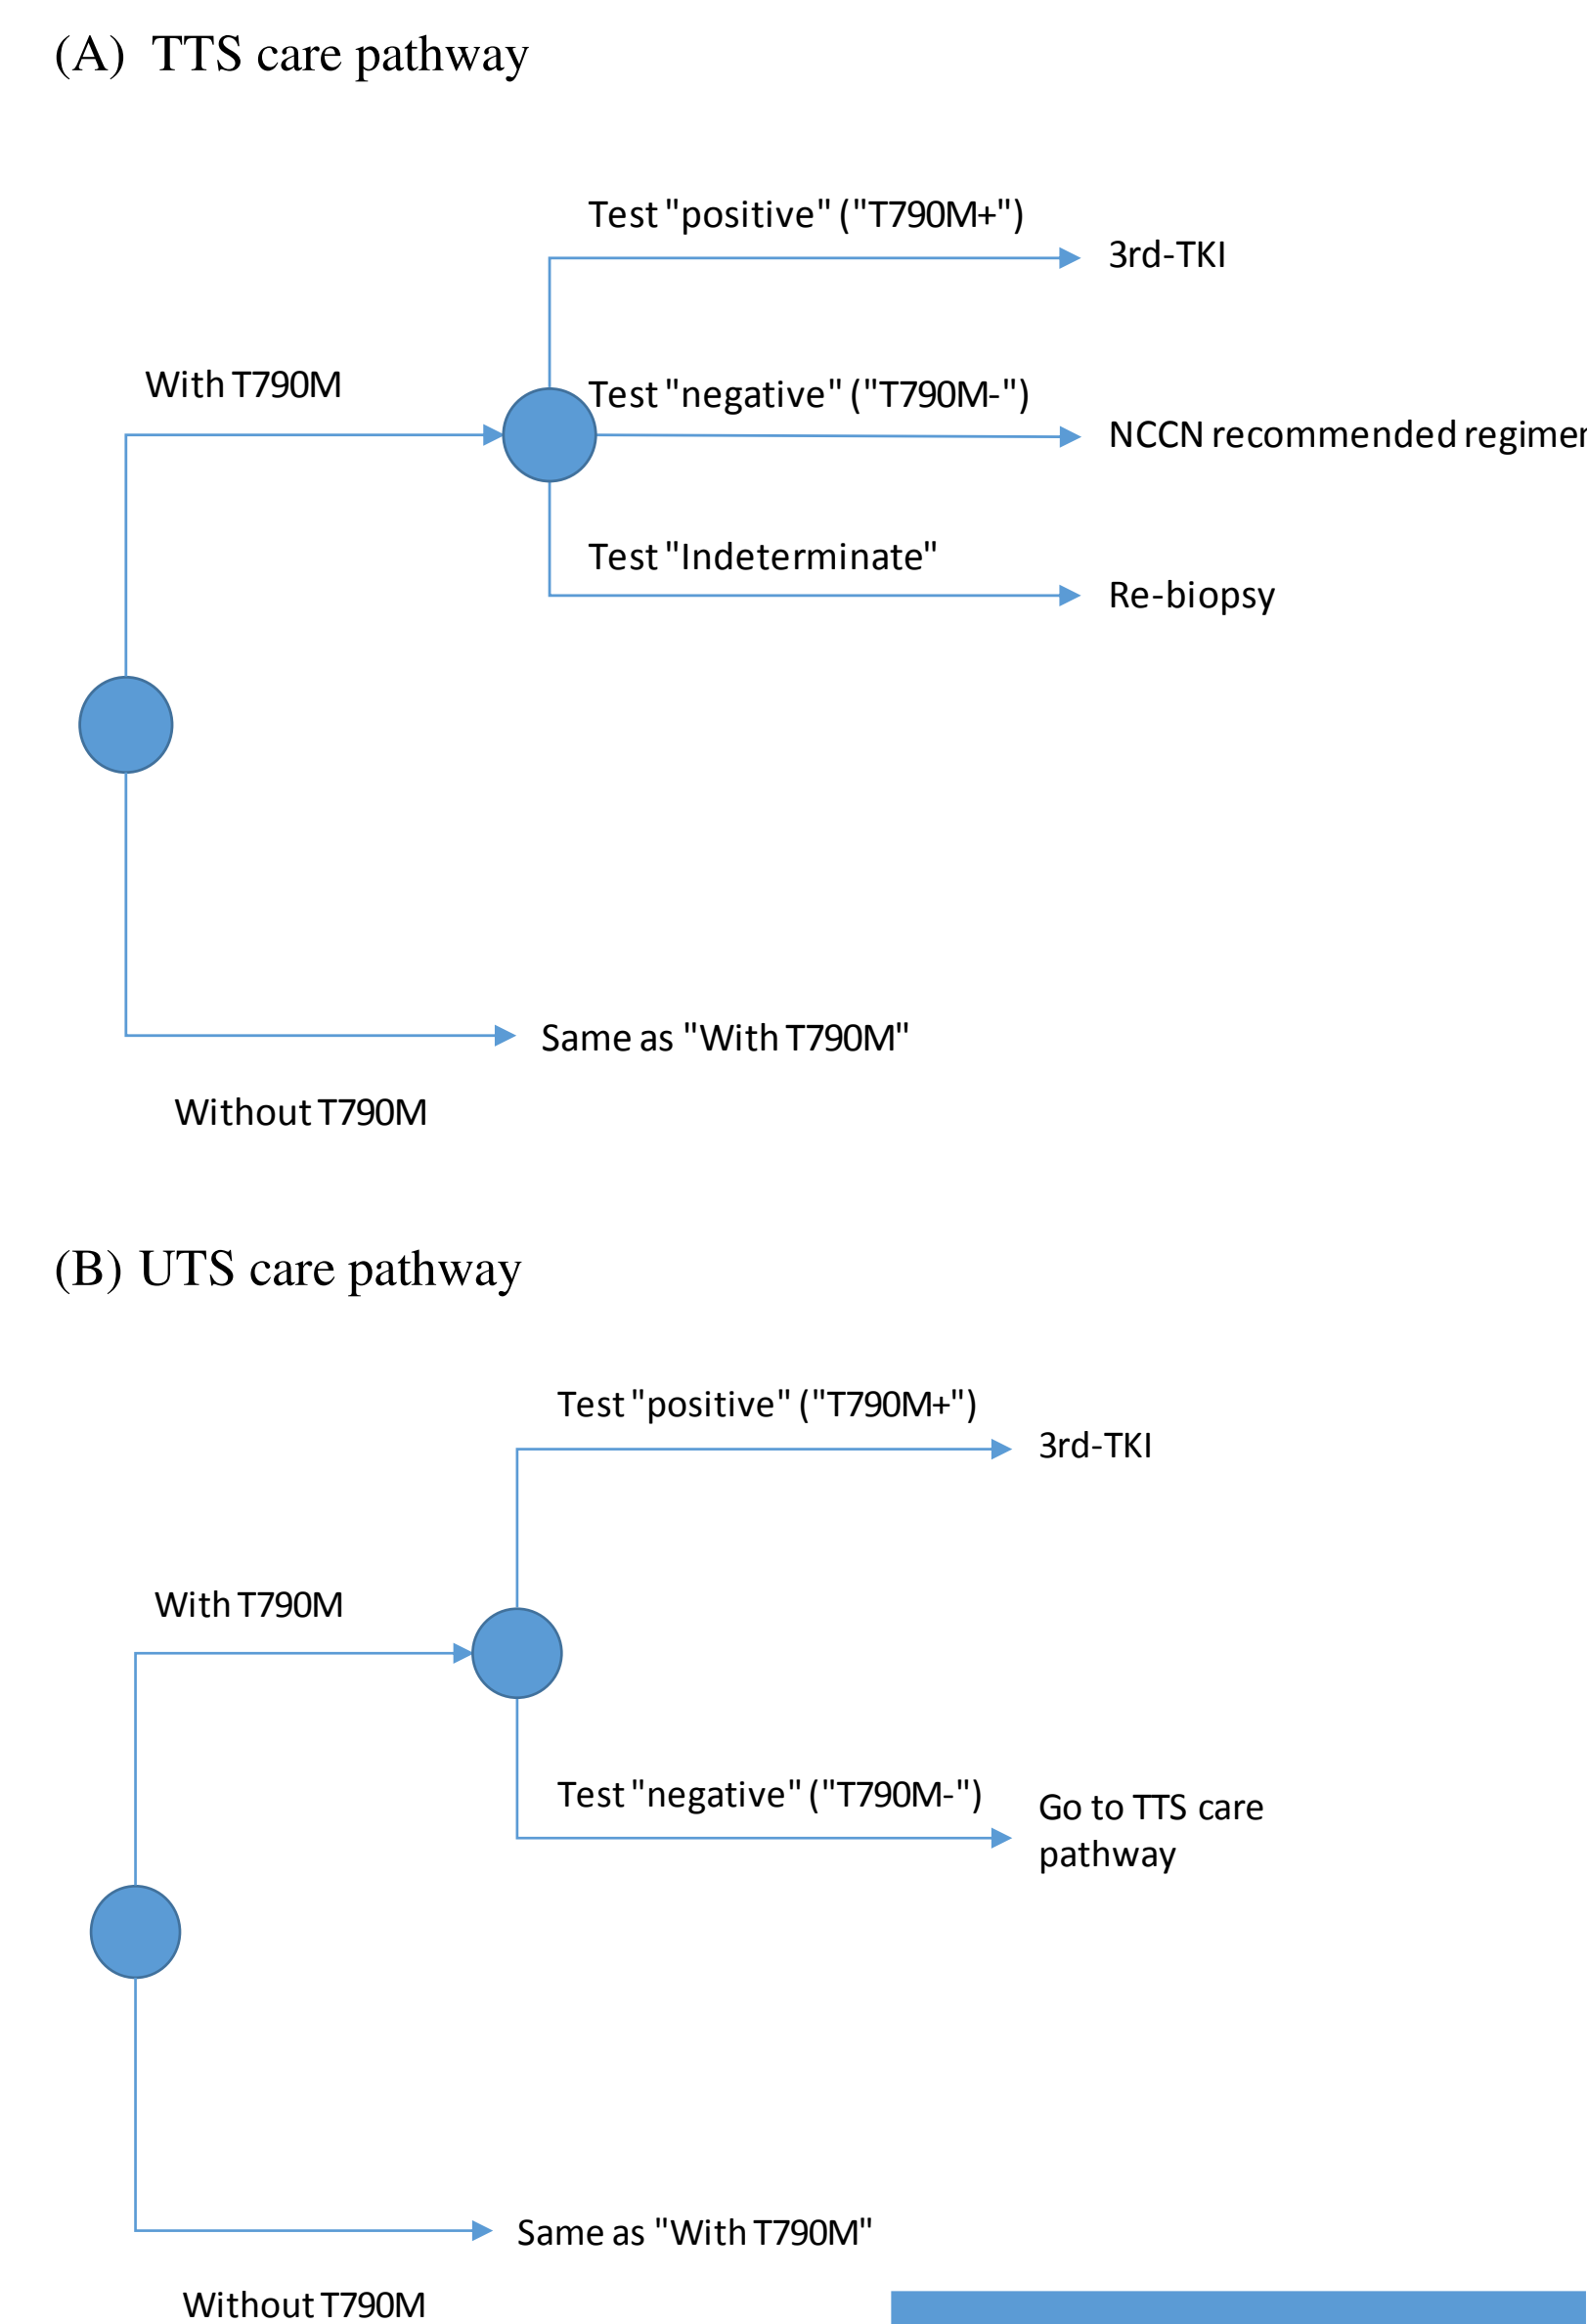 (A) TTS care pathway
Test "positive" ("T790M+")
3rd-TKI
With T790M
Test "negative" ("T790M-")
NCCN recommended
Test "Indeterminate"
Re-biopsy
Same as "With T790M"
Without T790M
(B) UTS care pathway
Test "positive" ("T790M+")
3rd-TKI
With T790M
Test "negative" ("T790M-")
Go to TTS care
pathway
Same as "With T790M"
Without T790M